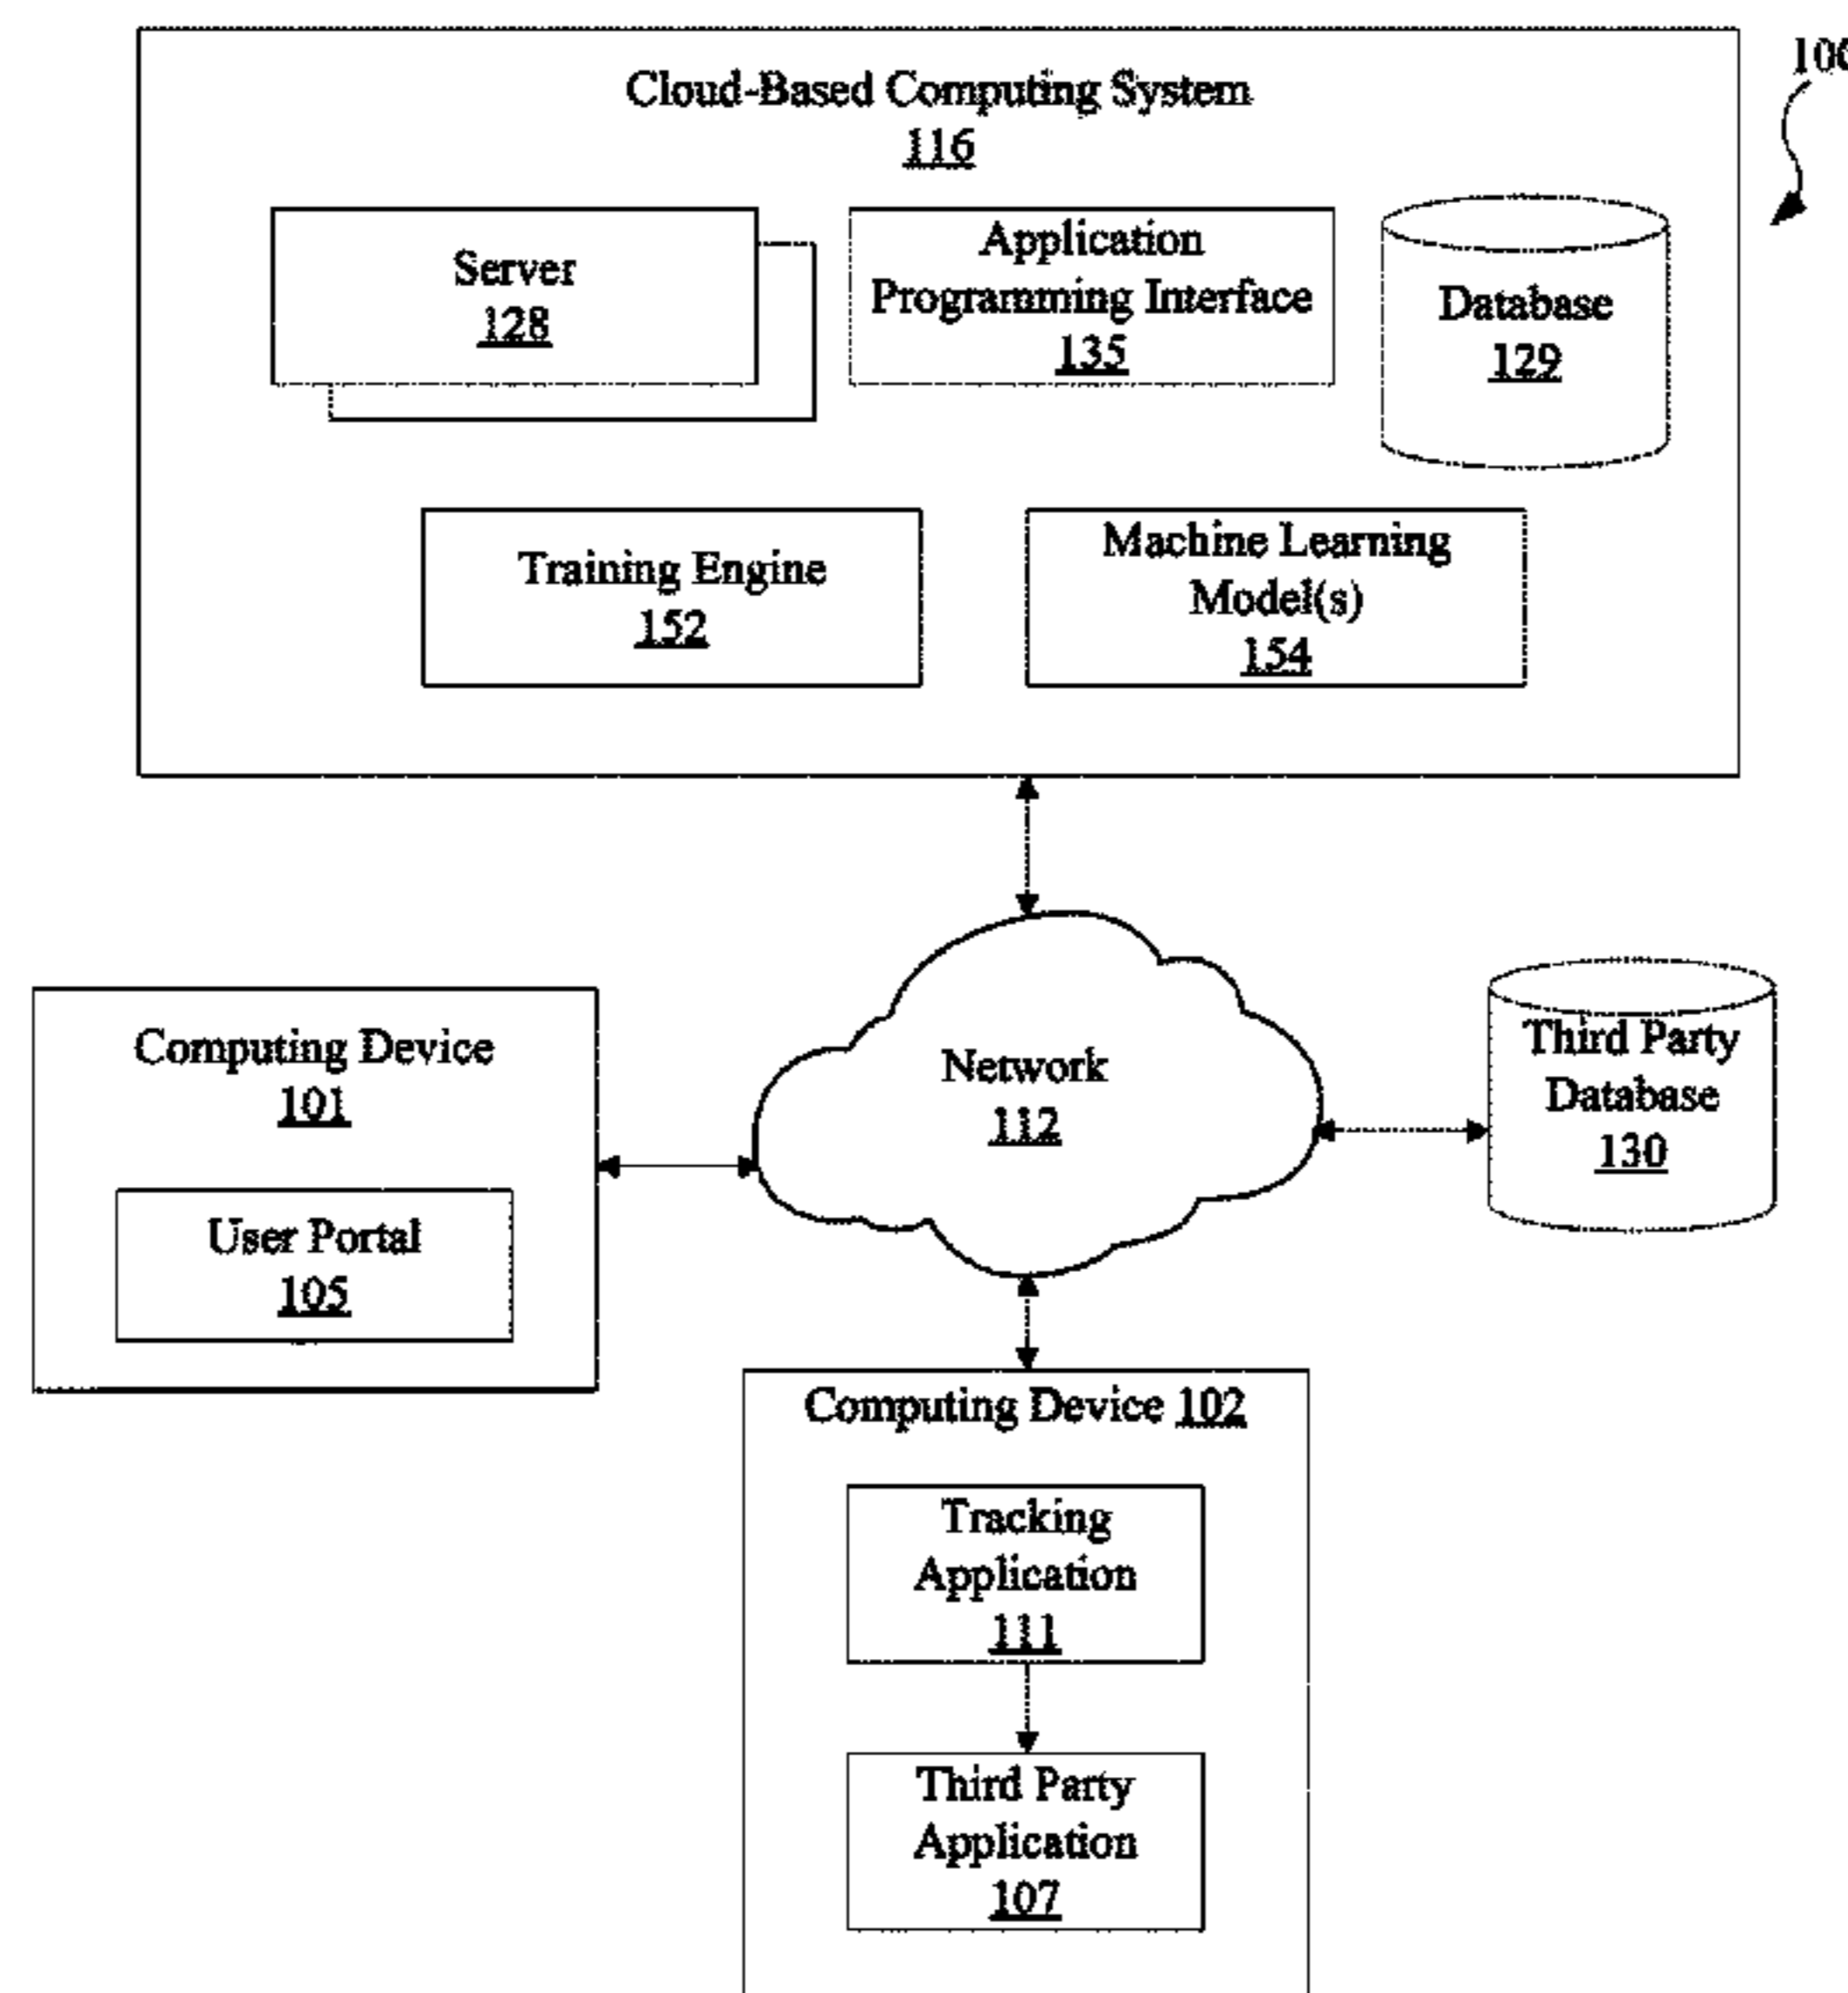 100
Cloud-Based Computing System
116
Server
128
Application
Programming Interface
135
Database
129
Training Engine
152
Machine Learning
Model(s)
154
Computing Device
101
User Portal
105
Network
112
Third Party
Database
130
Computing Device 102
Tracking
Application
111
Third Party
Application
107